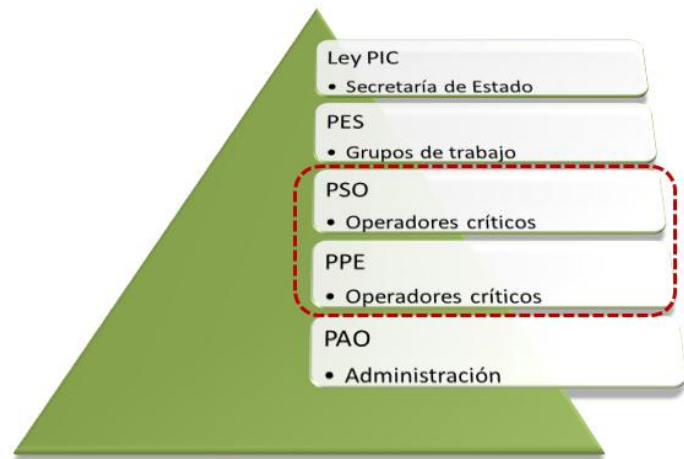 Ley PIC
• Secretaría de Estado
PES
• Grupos de trabajo
PSO
• Operadores críticos
PPE
• Operadores críticos
PAO
• Administración